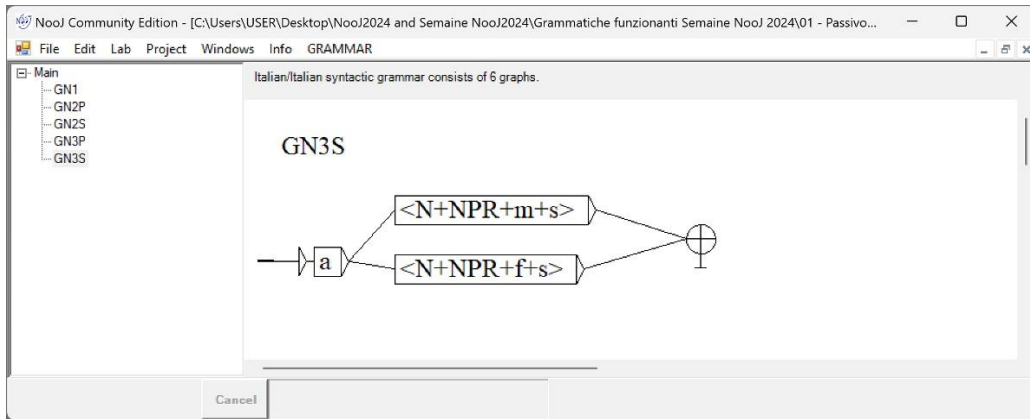 NooJ Community Edition - [C:\Users\USER\Desktop\NooJ2024 and Semaine NooJ2024\Grammatiche funzionanti Semaine NooJ 2024\01 - Passivo...
File Edit Lab Project Windows Info GRAMMAR
Main
GN1
GN2P
GN2S
GN3P
GN3S
Italian/Italian syntactic grammar consists of 6 graphs.
GN3S
<N+NPR+m+s>
a
<N+NPR+f+s>
Cancel